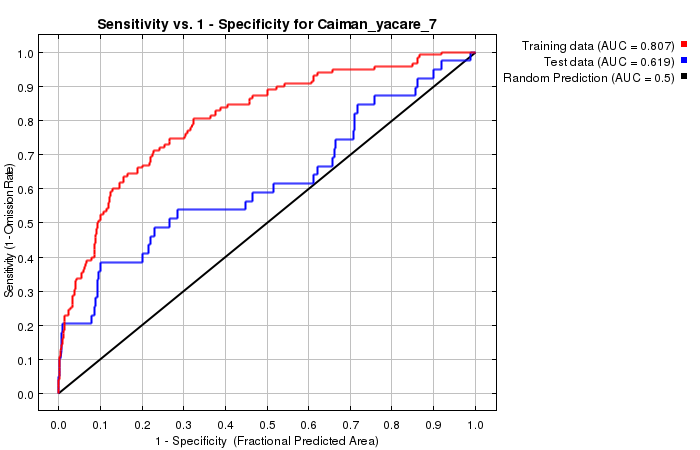 Sensitivity vs. 1 - Specificity for Caiman_yacare_7
Training data (AUC = 0.807)
Test data (AUC = 0.619)
Random Prediction (AUC = 0.5)
Sensitivity (1 - Omission Rate)
1.0
0.9
0.8
0.7
0.6
0.5
0.4
0.3
0.2
0.1
0.0
0.0 0.1 0.2 0.3 0.4 0.5 0.6 0.7 0.8 0.9 1.0
1 - Specificity (Fractional Predicted Area)